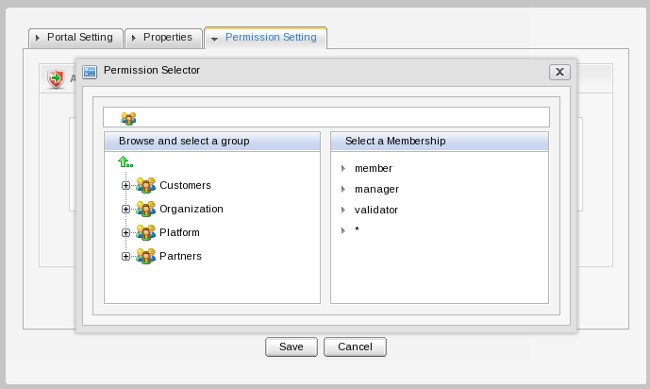 Portal Setting
Properties
Permission Setting
Permission Selector
Browse and select a group
Select a Membership
Customers
Organization
Platform
Partners
member
manager
validator
*
Save
Cancel